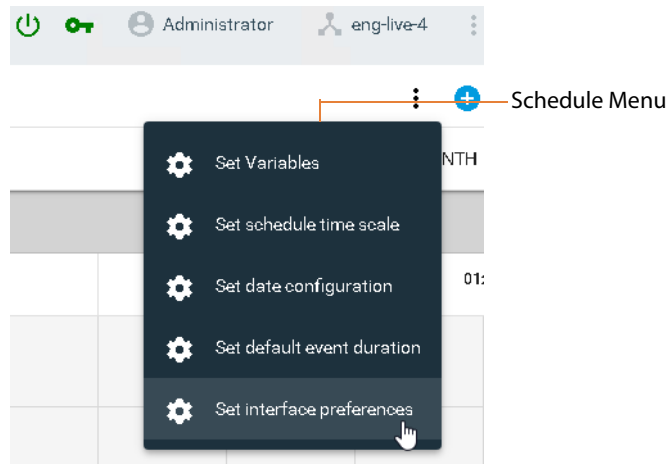 Administrator eng-live-4
Schedule Menu
Set Variables
NTH
Set schedule time scale
Set date configuration
01:
Set default event duration
Set interface preferences